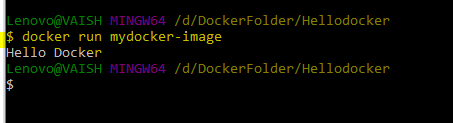 Lenovo@VAISH MINGW64 /d/DockerFolder/Hellodocker
$ docker run mydocker-image
Hello Docker
Lenovo@VAISH MINGW64 /d/DockerFolder/Hellodocker
$